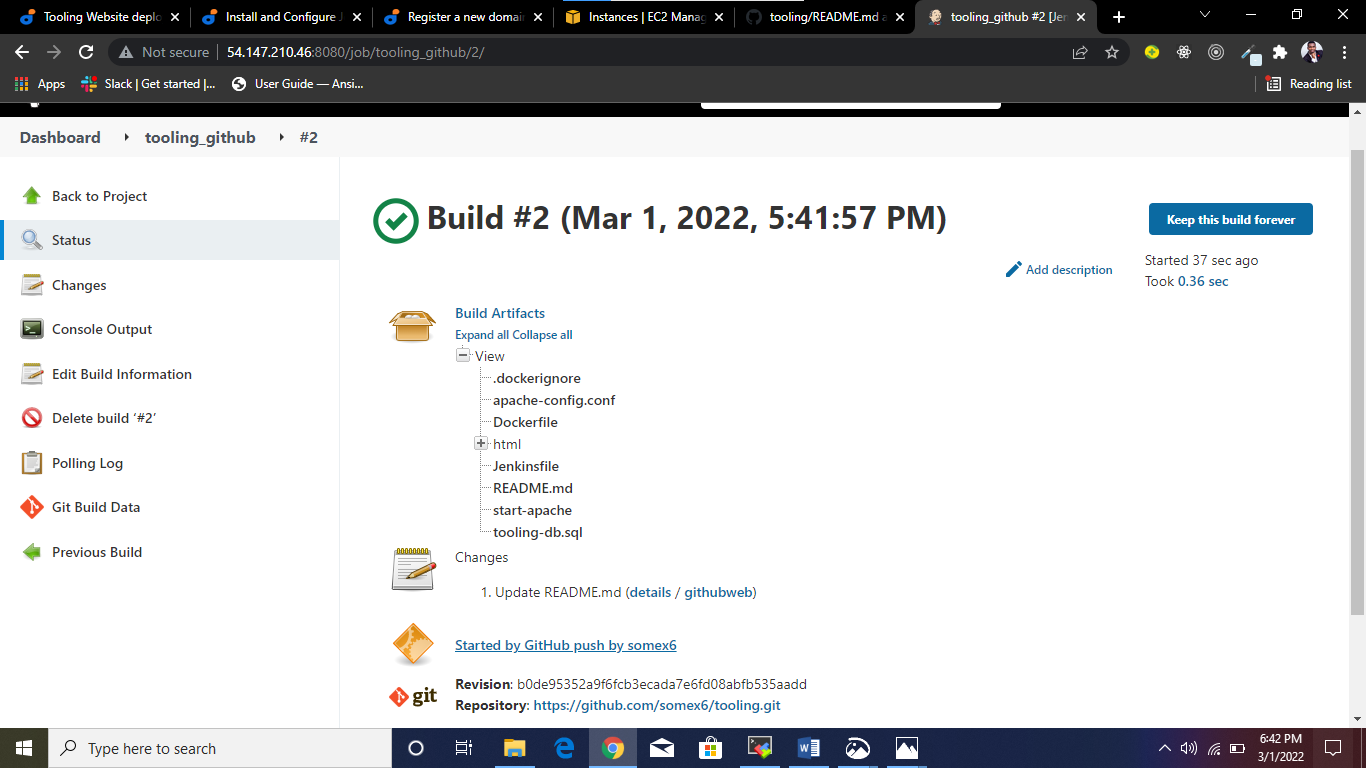 Tooling Website deplo
Install and Configure J
Register a new domai
Instances | EC2 Manag
tooling/README.md a
tooling_github #2 [Jen
Not secure | 54.147.210.46:8080/job/tooling_github/2/
Apps
Slack | Get started |...
User Guide — Ansi...
Reading list
Dashboard
tooling_github
#2
Back to Project
Status
Changes
Console Output
Edit Build Information
Delete build ‘#2’
Polling Log
Git Build Data
Previous Build
Build #2 (Mar 1, 2022, 5:41:57 PM)
Keep this build forever
Add description
Started 37 sec ago
Took 0.36 sec
Build Artifacts
Expand all Collapse all
View
.dockerignore
apache-config.conf
Dockerfile
html
Jenkinsfile
README.md
start-apache
tooling-db.sql
Changes
1. Update README.md (details / githubweb)
Started by GitHub push by somex6
git
Revision: b0de95352a9f6fcb3ecada7e6fd08abfb535aadd
Repository: https://github.com/somex6/tooling.git
Type here to search
6:42 PM
3/1/2022